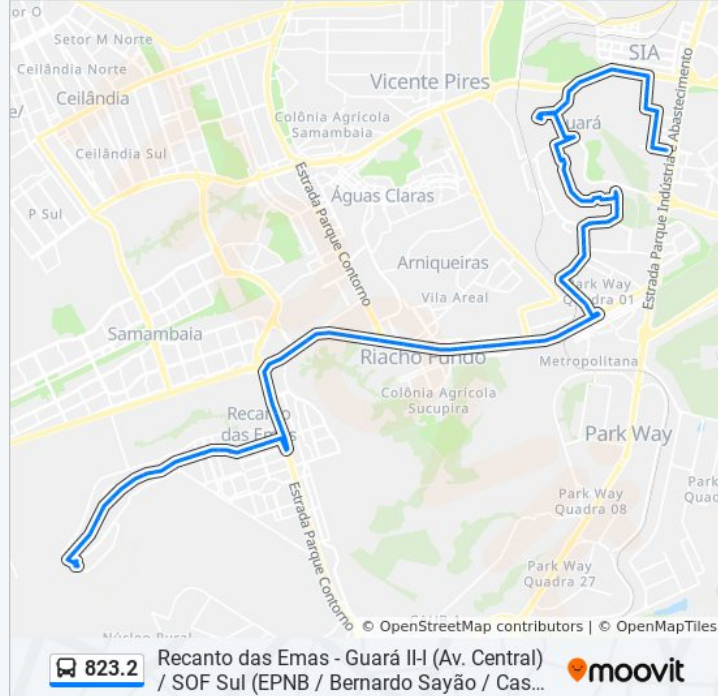 or O
Setor M Norte
Ceilândia Norte
e/
Ceilândia
Ceilândia Sul
P Sul
Vicente Pires
SIA
Colônia Agrícola
Samambaia
Guará
Águas Claras
Estrada Parque Contorno
Estrada Parque Indústria e Abastecimento
Arniqueiras
Vila Areal
Park Way
Quadra 01
Samambaia
Riacho Fundo
Metropolitana
Colônia Agrícola
Sucupira
Recanto
das Emas
Park Way
Park Way
Quadra 08
Estrada Parque Contorno
Park Way
Quadra 27
© OpenStreetMap contributors | © OpenMapTiles
823.2
Recanto das Emas - Guará II-I (Av. Central)
/ SOF Sul (EPNB / Bernardo Sayão / Cas...
moovit